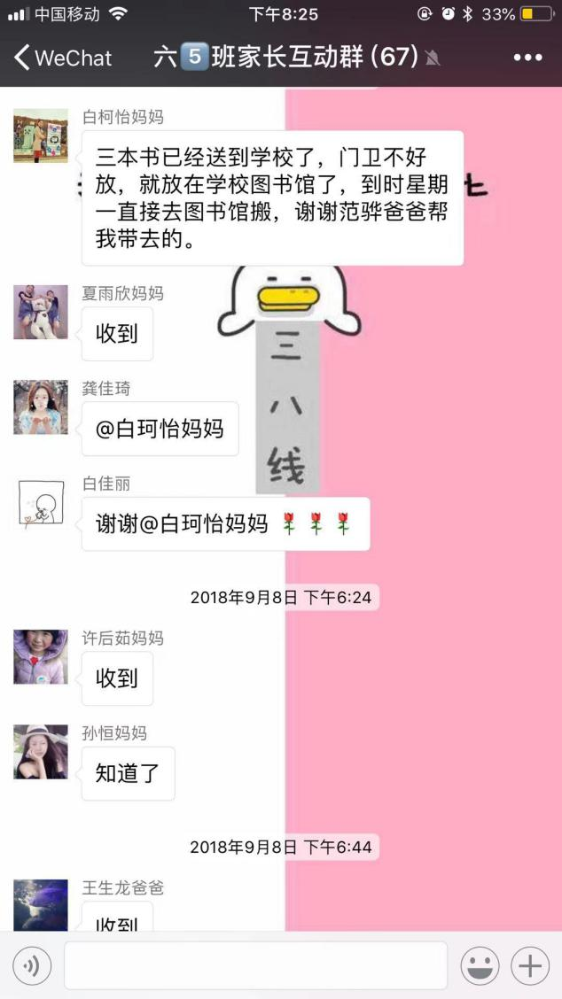 中国移动 下午8:25 33%
WeChat 六5️⃣班家长互动群(67)
白柯怡妈妈
三本书已经送到学校了，门卫不好
放，就放在学校图书馆了，到时星期
一直接去图书馆搬，谢谢范骅爸爸帮
我带去的。
夏雨欣妈妈
收到
三
八
线
龚佳琦
@白珂怡妈妈
白佳丽
谢谢@白珂怡妈妈 🌹🌹🌹
2018年9月8日 下午6:24
许后茹妈妈
收到
孙恒妈妈
知道了
2018年9月8日 下午6:44
王生龙爸爸
收到